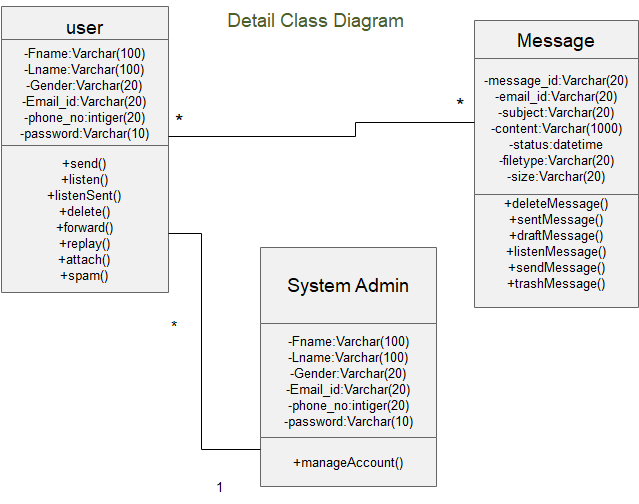 Detail Class Diagram
user
-Fname:Varchar(100)
-Lname:Varchar(100)
-Gender:Varchar(20)
-Email_id:Varchar(20)
-phone_no:intiger(20)
-password:Varchar(10)
+send()
+listen()
+listenSent()
+delete()
+forward()
+replay()
+attach()
+spam()
*
*
Message
-message_id:Varchar(20)
-email_id:Varchar(20)
-subject:Varchar(20)
-content:Varchar(1000)
-status:datetime
-filetype:Varchar(20)
-size:Varchar(20)
+deleteMessage()
+sentMessage()
+draftMessage()
+listenMessage()
+sendMessage()
+trashMessage()
*
System Admin
-Fname:Varchar(100)
-Lname:Varchar(100)
-Gender:Varchar(20)
-Email_id:Varchar(20)
-phone_no:intiger(20)
-password:Varchar(10)
+manageAccount()
1